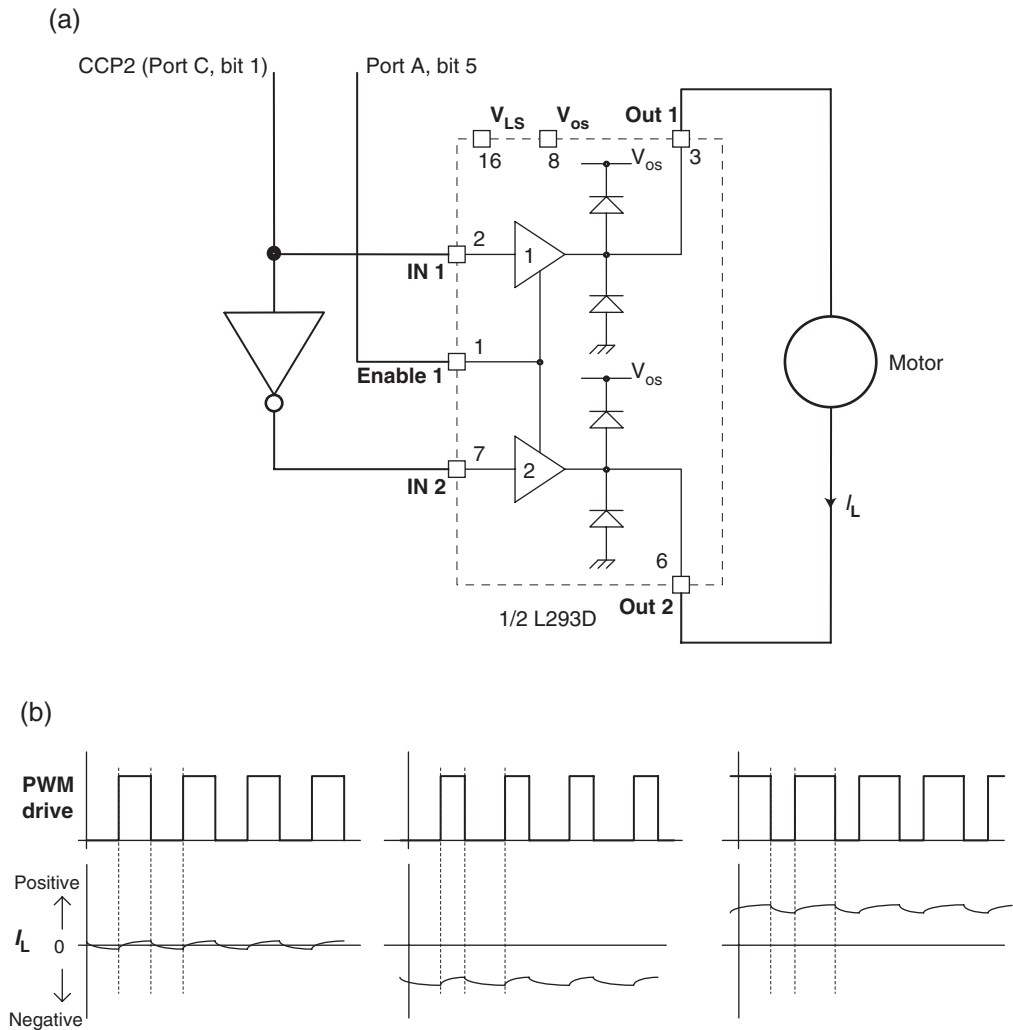 (a)
CCP2 (Port C, bit 1)
Port A, bit 5
VLS
Vos
Out 1
16
8
3
Vos
2
1
IN 1
1
Enable 1
Vos
Motor
7
2
IN 2
IL
6
Out 2
1/2 L293D
(b)
PWM
drive
Positive
IL 0
Negative